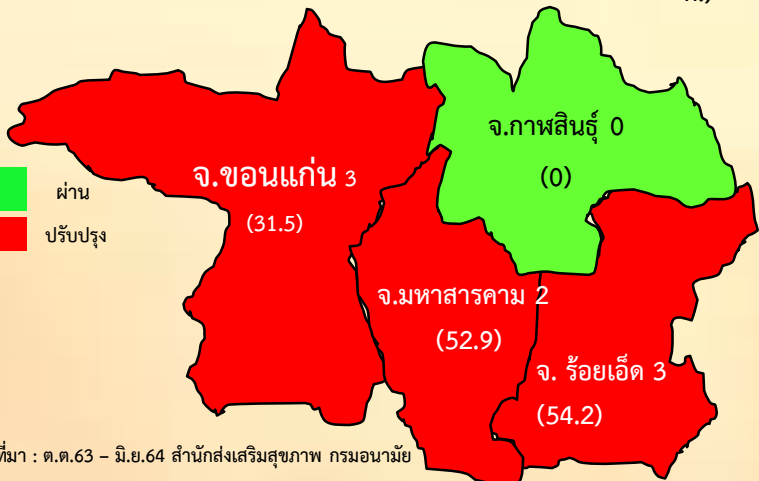 จ.กาฬสินธุ์ 0
(0)
จ.ขอนแก่น 3
(31.5)
ผ่าน
ปรับปรุง
จ.มหาสารคาม 2
(52.9)
จ. ร้อยเอ็ด 3
(54.2)
ที่มา : ต.ต.63 – มิ.ย.64 สำนักส่งเสริมสุขภาพ กรมอนามัย